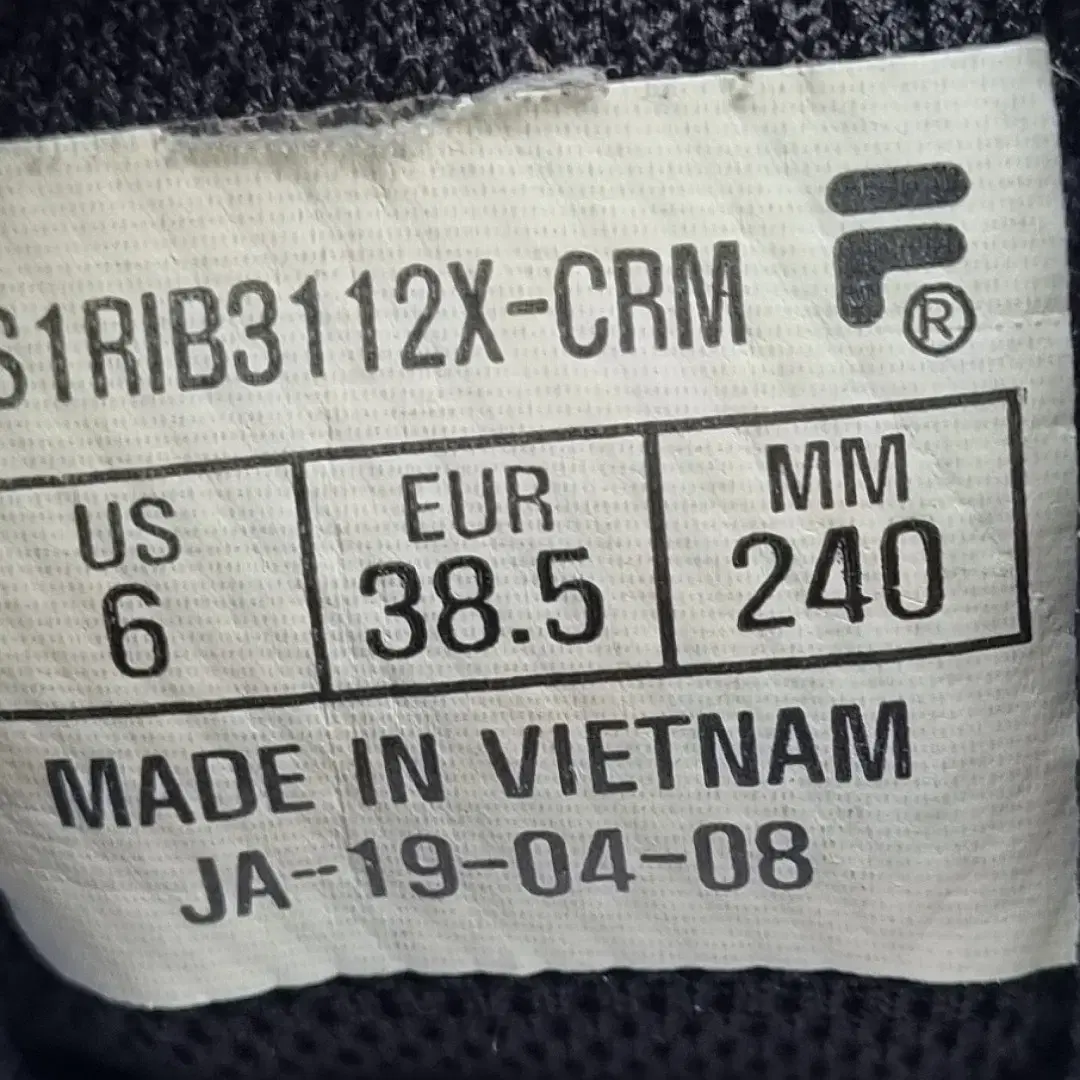 S1RIB3112X-CRM
F®
US EUR MM
6 38.5 240
MADE IN VIETNAM
JA-19-04-08